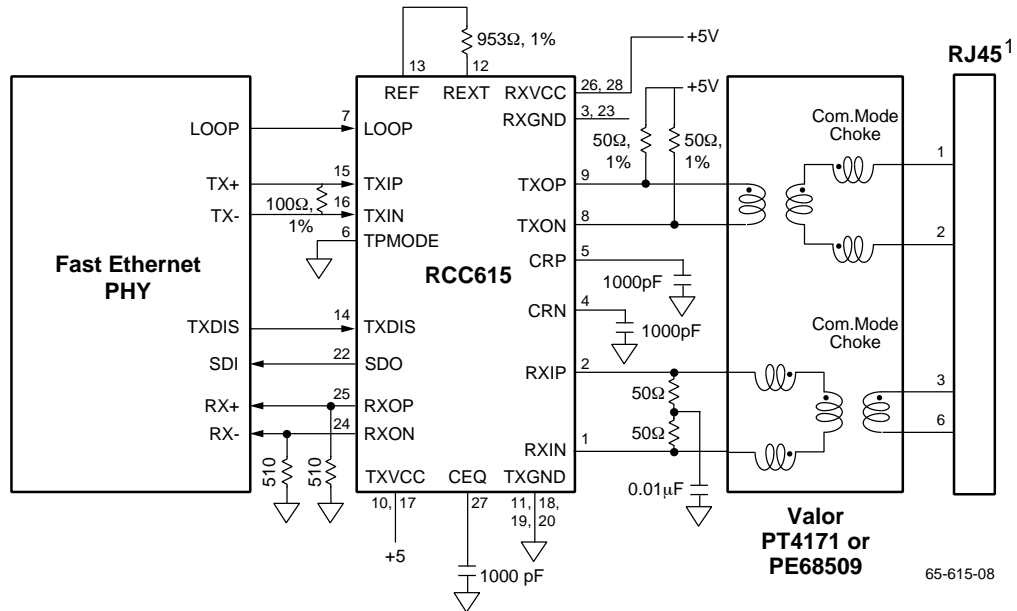 953Ω, 1%
13
12
REF
REXT
RXVCC
26, 28
+5V
RXGND
3, 23
+5V
50Ω,
1%
50Ω,
1%
RJ45 1
LOOP
7
LOOP
Com.Mode
Choke
1
TX+
15
TXIP
TXOP
9
100Ω,
1%
TX-
16
TXIN
TXON
8
2
6
TPMODE
Fast Ethernet
PHY
RCC615
CRP
5
1000pF
CRN
4
1000pF
TXDIS
14
TXDIS
Com.Mode
Choke
SDI
22
SDO
RXIP
2
50Ω
3
RX+
25
RXOP
RX-
24
RXON
50Ω
6
RXIN
1
510
510
TXVCC
CEQ
TXGND
10, 17
27
11, 18,
19, 20
0.01µF
+5
1000 pF
Valor
PT4171 or
PE68509
65-615-08